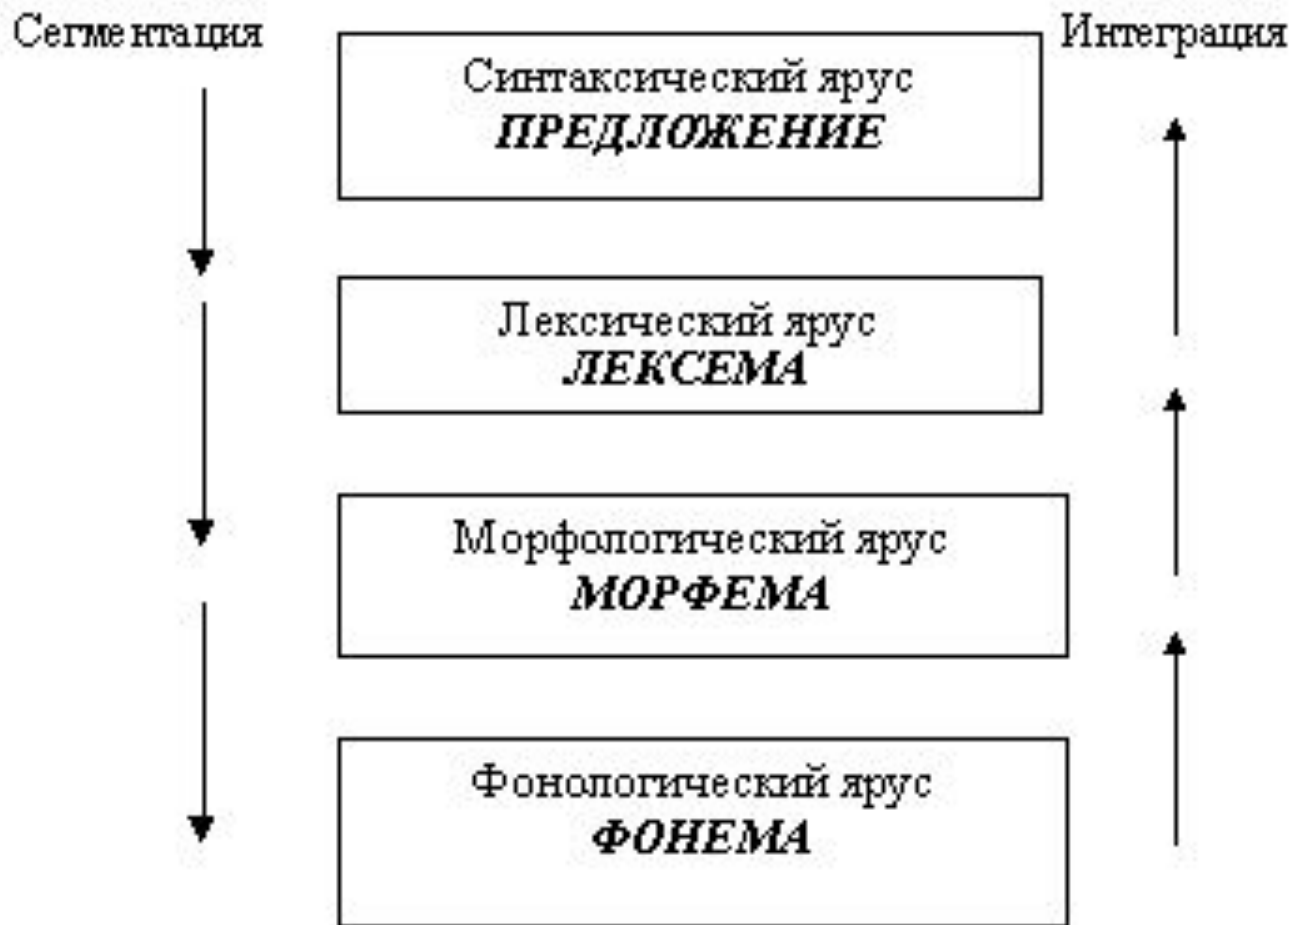 Сегментация
Интеграция
Синтаксический ярус
ПРЕДЛОЖЕНИЕ
Лексический ярус
ЛЕКСЕМА
Морфологический ярус
МОРФЕМА
Фонологический ярус
ФОНЕМА